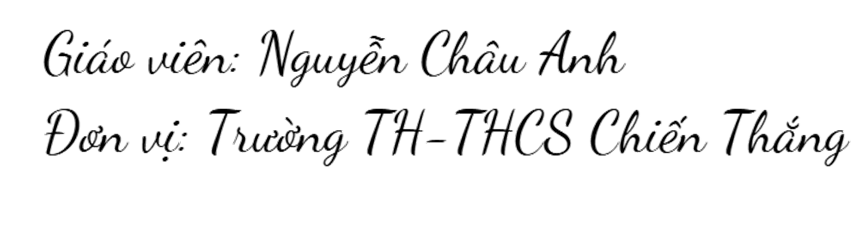 Giáo viên: Nguyễn Châu Anh
Đơn vị: Trường TH-THCS Chiến Thắng